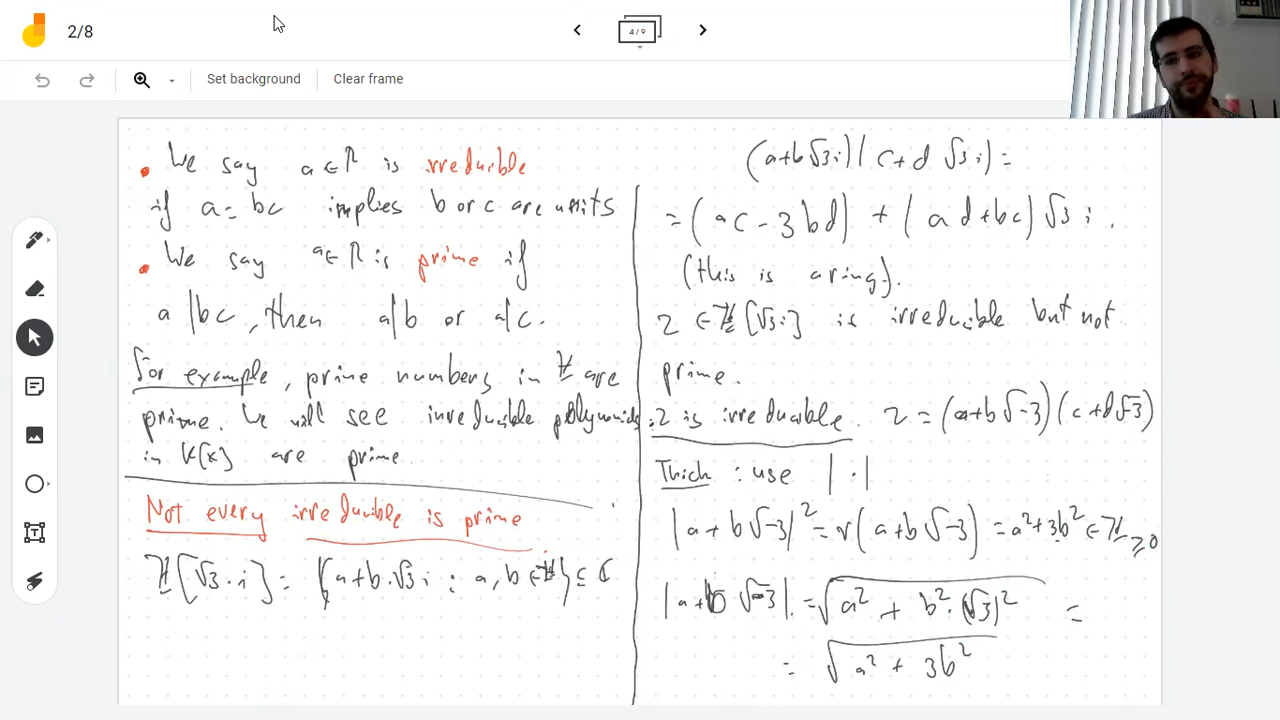 2/8
4/9
Set background
Clear frame
We say a∈R is irreducible
if a=bc implies b or c are units
We say a∈R is prime if
a|bc, then a|b or a|c.
For example, prime numbers in ℤ are
prime. We will see irreducible polynomials
in K[x] are prime
Not every irreducible is prime
ℤ[√3·i] = {a+b·√3i : a, b ∈ ℤ} ⊆ ℂ
(a+b√3i)(c+d√3i) =
= (ac-3bd) + (ad+bc)√3i.
(this is a ring).
2 ∈ ℤ[√3i] is irreducible but not
prime.
2 is irreducible. 2 = (a+b√-3)(c+d√-3)
Thick : use |·|
|a+b√-3|² = r(a+b√-3) = a²+3b² ∈ ℤ≥0
|a+b√-3| = √a² + b²·(√3)² =
= √a² + 3b²